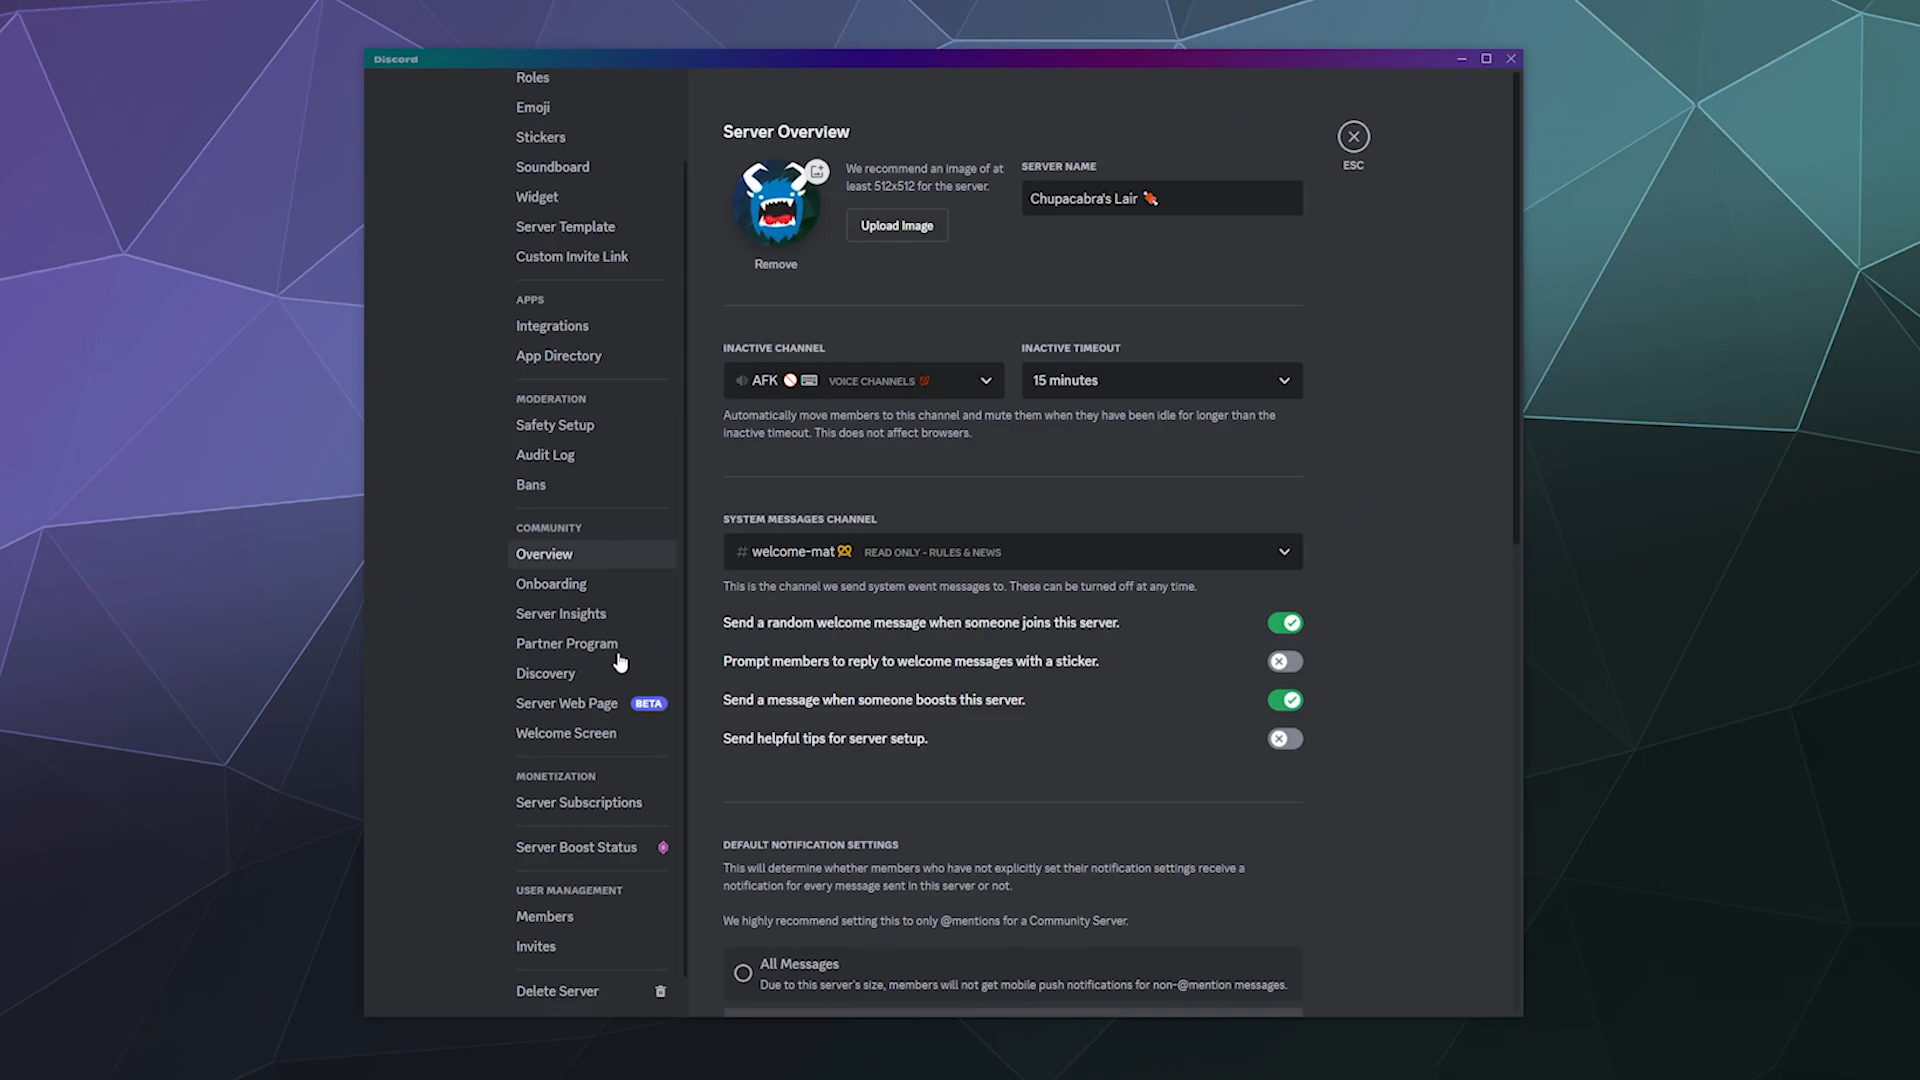 Discord
Roles
Emoji
Stickers
Soundboard
Widget
Server Template
Custom Invite Link
APPS
Integrations
App Directory
MODERATION
Safety Setup
Audit Log
Bans
COMMUNITY
Overview
Onboarding
Server Insights
Partner Program
Discovery
Server Web Page BETA
Welcome Screen
MONETIZATION
Server Subscriptions
Server Boost Status
USER MANAGEMENT
Members
Invites
Delete Server
Server Overview
We recommend an image of at
least 512x512 for the server.
Upload Image
Remove
SERVER NAME
Chupacabra's Lair
ESC
INACTIVE CHANNEL
AFK VOICE CHANNELS 💯
INACTIVE TIMEOUT
15 minutes
Automatically move members to this channel and mute them when they have been idle for longer than the
inactive timeout. This does not affect browsers.
SYSTEM MESSAGES CHANNEL
# welcome-mat READ ONLY - RULES & NEWS
This is the channel we send system event messages to. These can be turned off at any time.
Send a random welcome message when someone joins this server.
Prompt members to reply to welcome messages with a sticker.
Send a message when someone boosts this server.
Send helpful tips for server setup.
DEFAULT NOTIFICATION SETTINGS
This will determine whether members who have not explicitly set their notification settings receive a
notification for every message sent in this server or not.
We highly recommend setting this to only @mentions for a Community Server.
All Messages
Due to this server's size, members will not get mobile push notifications for non-@mention messages.